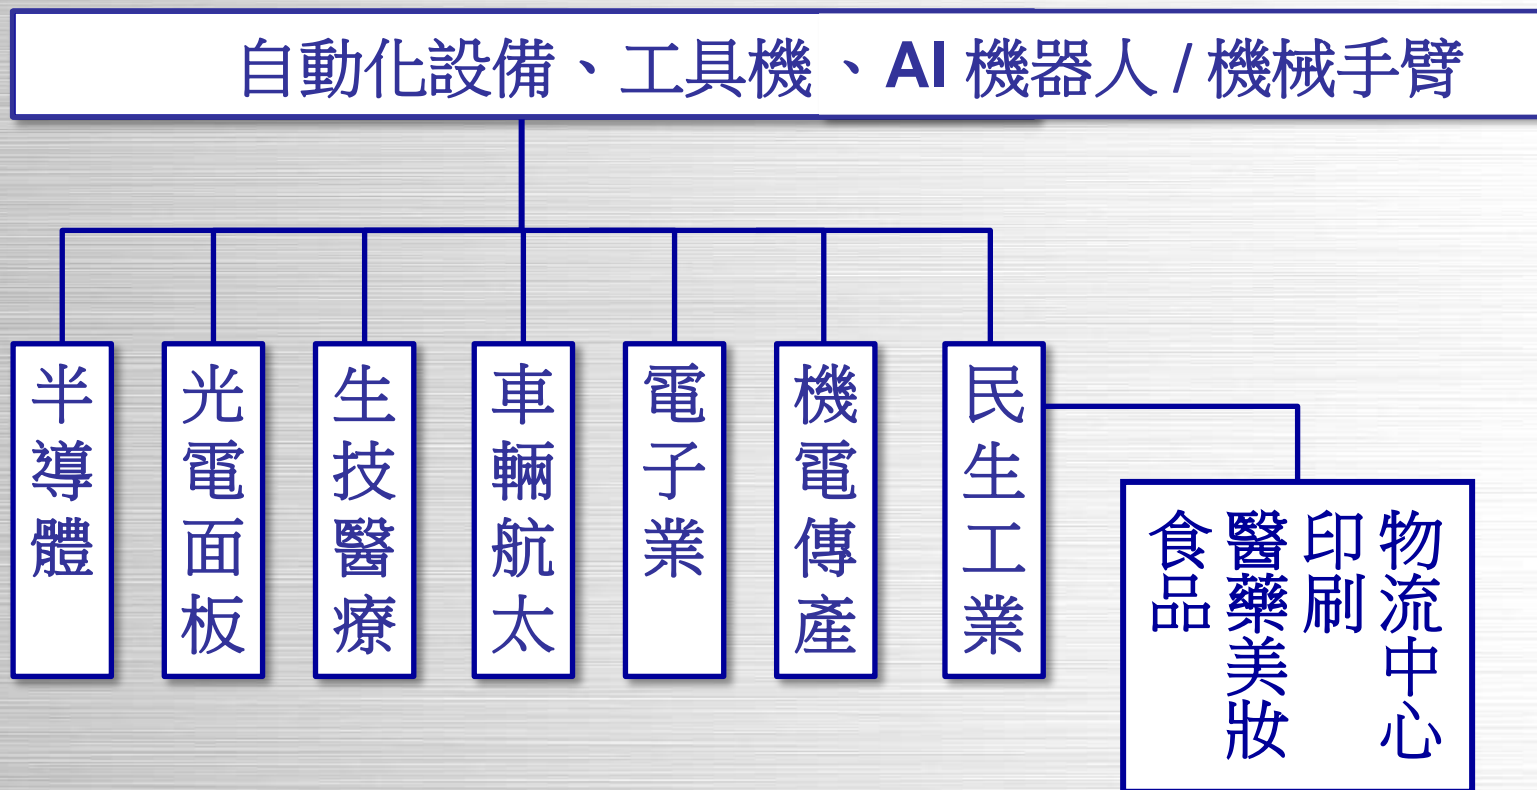 自動化設備、工具機、AI 機器人 / 機械手臂
半導體
光電面板
生技醫療
車輛航太
電子業
機電傳產
民生工業
物流中心
印刷
醫藥美妝
食品